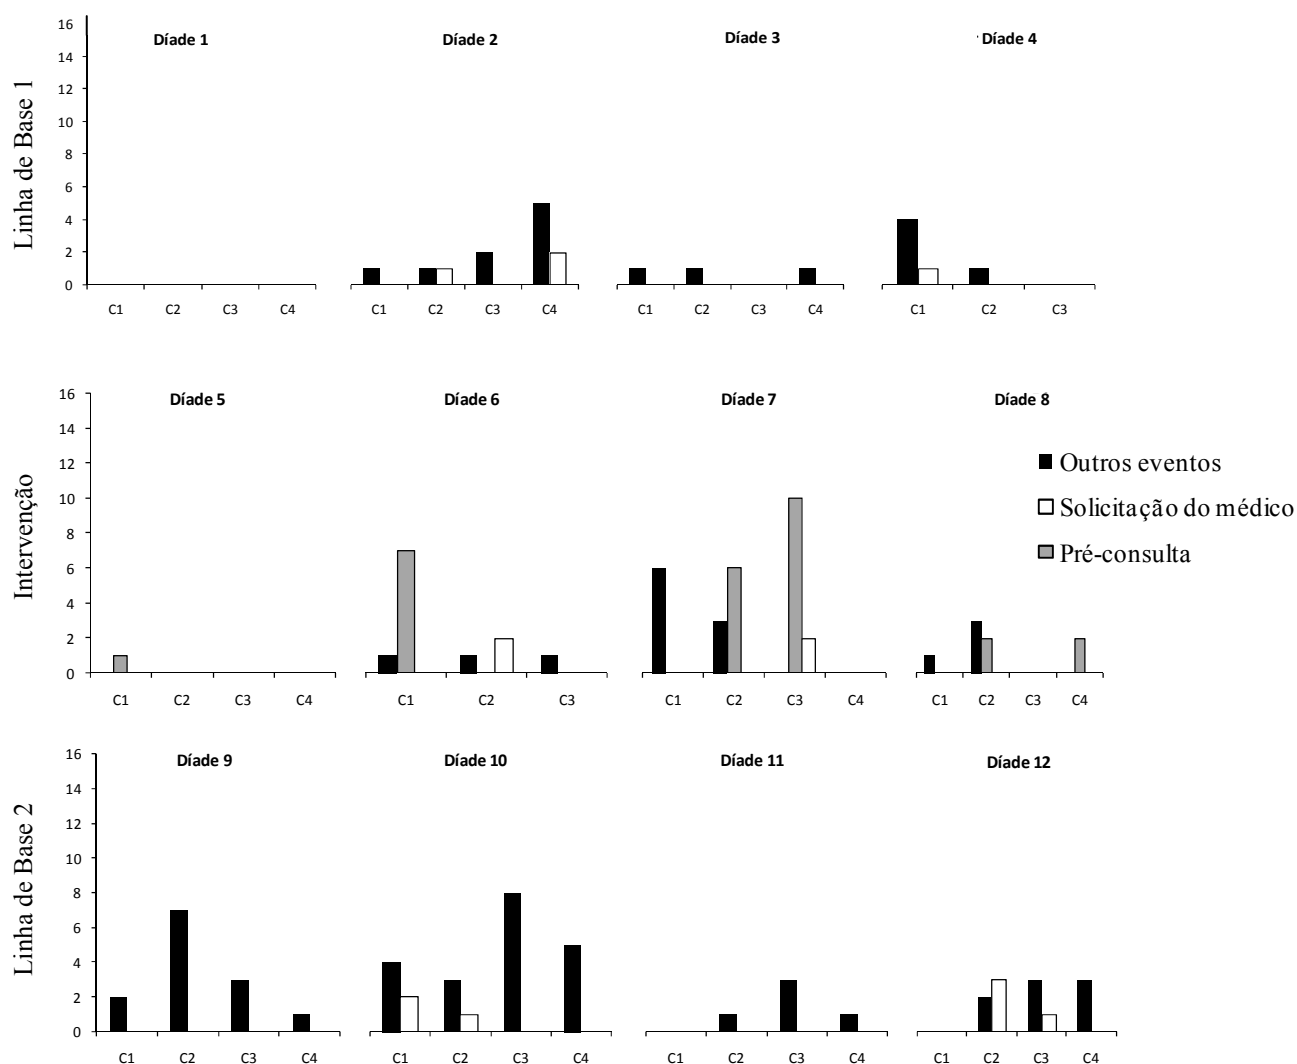 Linha de Base 1
16
14
12
10
8
6
4
2
0
Díade 1
C1 C2 C3 C4
Díade 2
C1 C2 C3 C4
Díade 3
C1 C2 C3 C4
Díade 4
C1 C2 C3
Intervenção
16
14
12
10
8
6
4
2
0
Díade 5
C1 C2 C3 C4
Díade 6
C1 C2 C3
Díade 7
C1 C2 C3 C4
Díade 8
C1 C2 C3 C4
Outros eventos
Solicitação do médico
Pré-consulta
Linha de Base 2
16
14
12
10
8
6
4
2
0
Díade 9
C1 C2 C3 C4
Díade 10
C1 C2 C3 C4
Díade 11
C1 C2 C3 C4
Díade 12
C1 C2 C3 C4